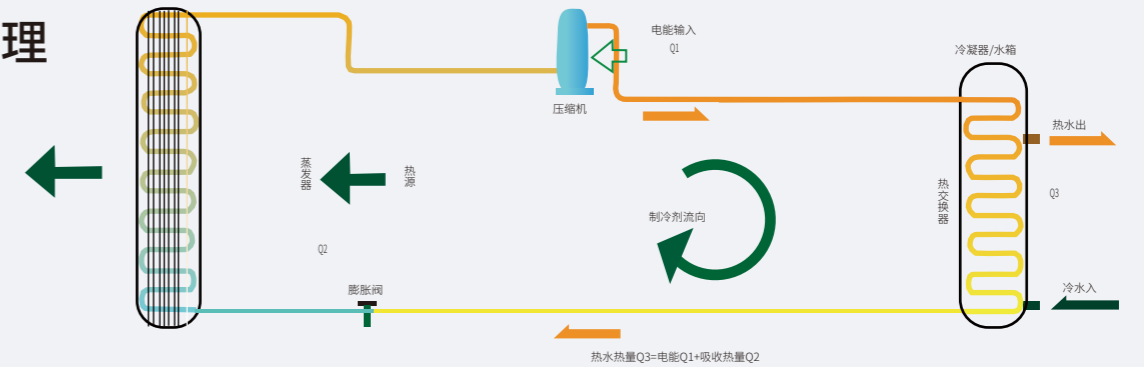 理
电能输入
Q1
冷凝器/水箱
压缩机
热水出
蒸发器
热源
热交换器
Q3
制冷剂流向
Q2
膨胀阀
冷水入
热水热量Q3=电能Q1+吸收热量Q2